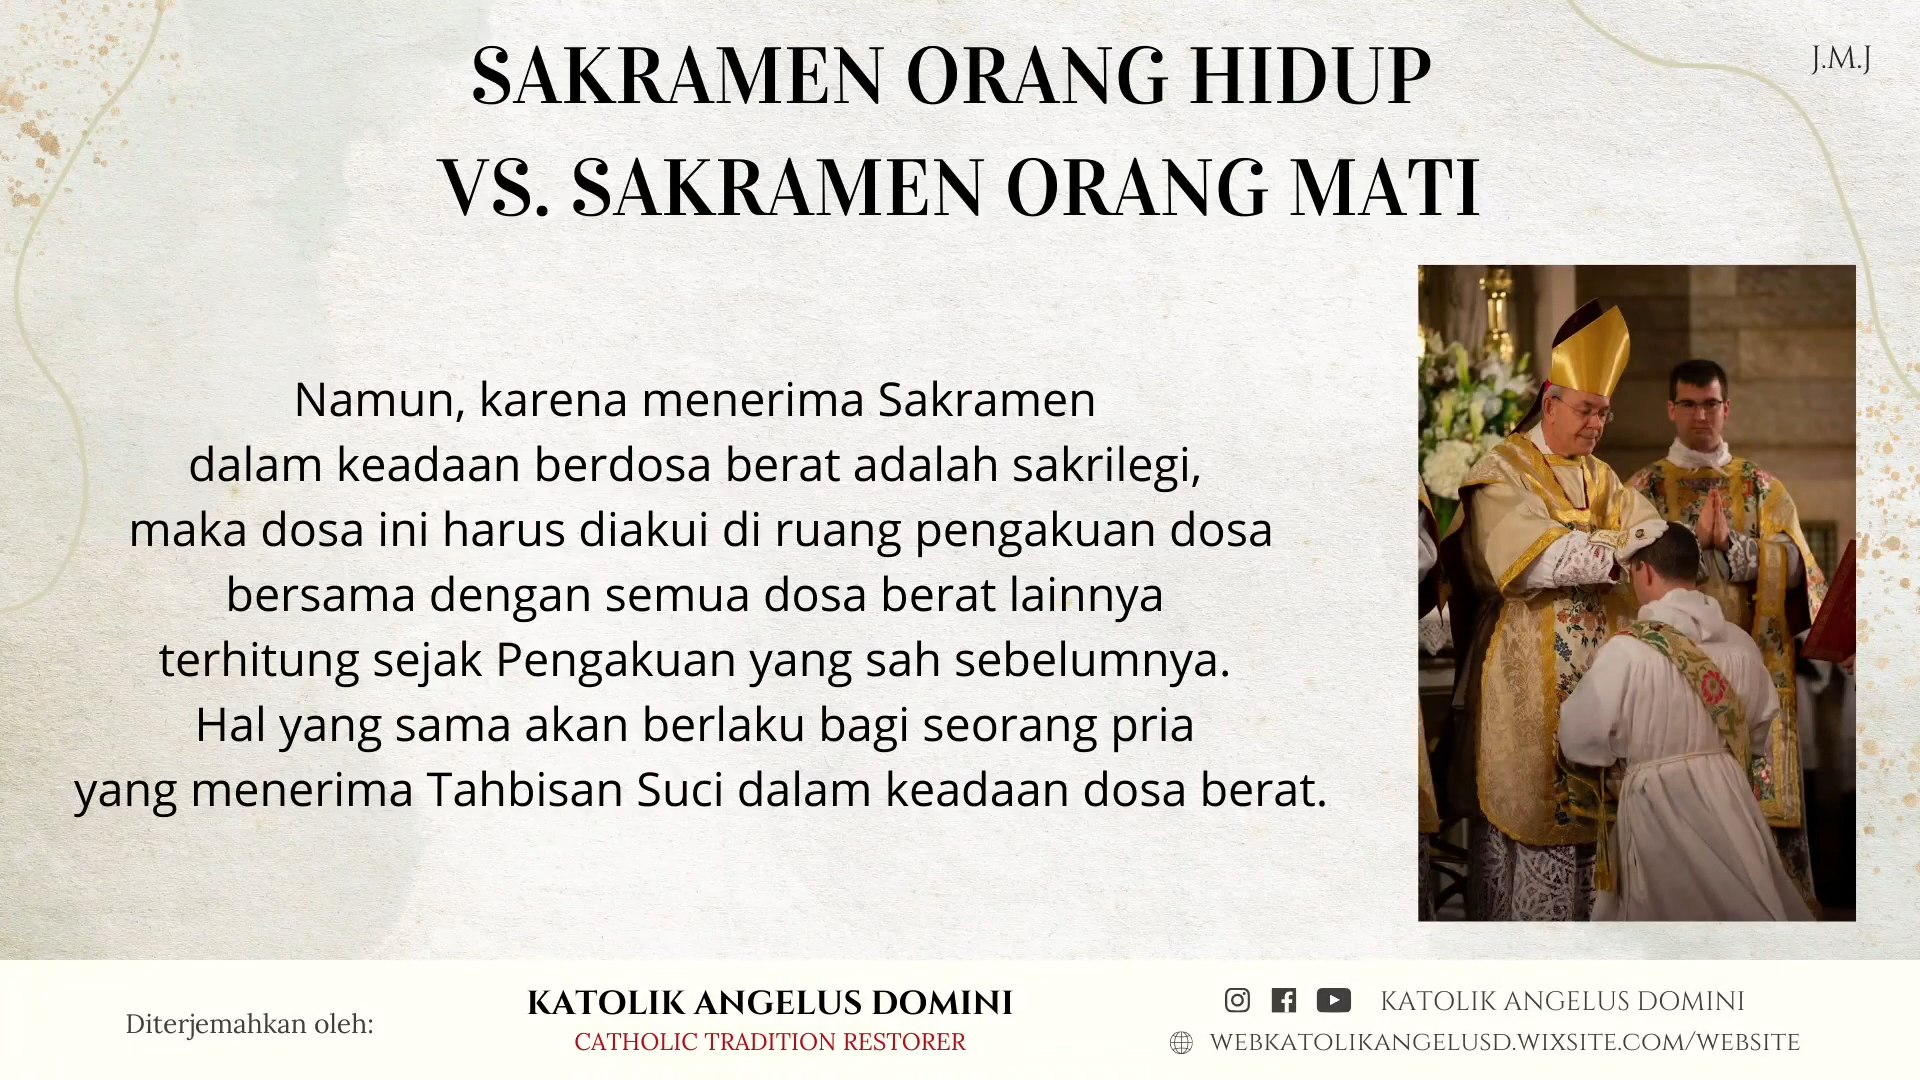 SAKRAMEN ORANG HIDUP
VS. SAKRAMEN ORANG MATI
J.M.J
Namun, karena menerima Sakramen
dalam keadaan berdosa berat adalah sakrilegi,
maka dosa ini harus diakui di ruang pengakuan dosa
bersama dengan semua dosa berat lainnya
terhitung sejak Pengakuan yang sah sebelumnya.
Hal yang sama akan berlaku bagi seorang pria
yang menerima Tahbisan Suci dalam keadaan dosa berat.
Diterjemahkan oleh:
KATOLIK ANGELUS DOMINI
CATHOLIC TRADITION RESTORER
KATOLIK ANGELUS DOMINI
WEBKATOLIKANGELUSD.WIXSITE.COM/WEBSITE